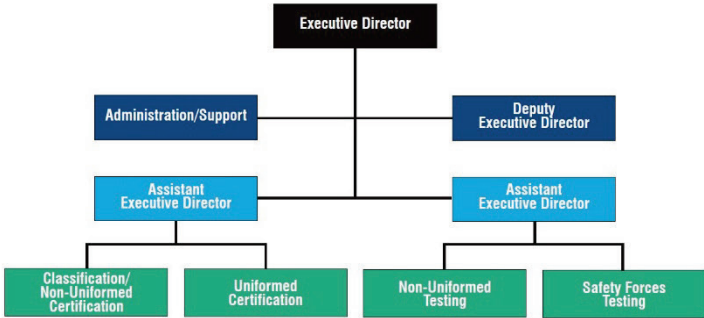 Executive Director
Administration/Support
Deputy
Executive Director
Assistant
Executive Director
Assistant
Executive Director
Classification/
Non-Uniformed
Certification
Uniformed
Certification
Non-Uniformed
Testing
Safety Forces
Testing